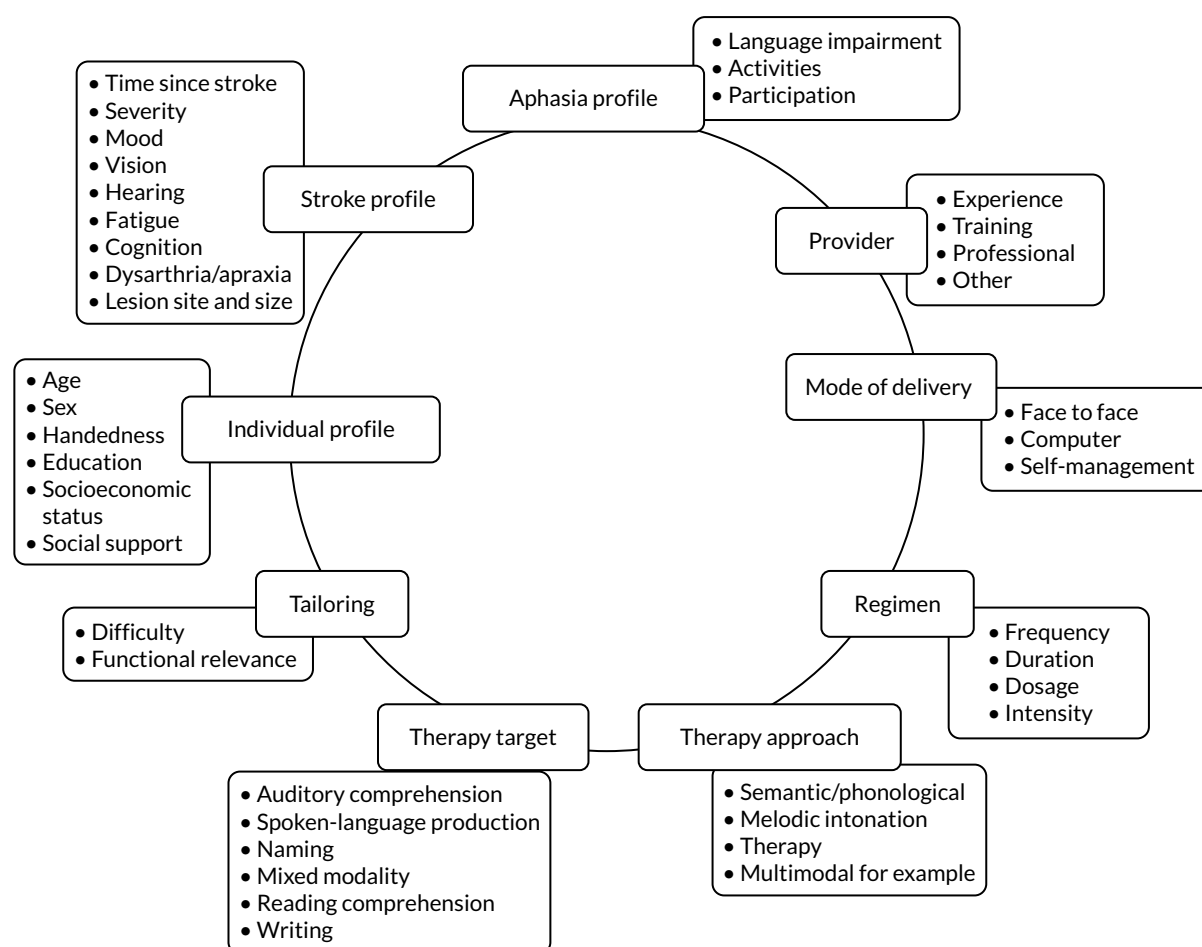 Aphasia profile
• Language impairment
• Activities
• Participation
Provider
• Experience
• Training
• Professional
• Other
Mode of delivery
• Face to face
• Computer
• Self-management
Regimen
• Frequency
• Duration
• Dosage
• Intensity
Therapy approach
• Semantic/phonological
• Melodic intonation
• Therapy
• Multimodal for example
Therapy target
• Auditory comprehension
• Spoken-language production
• Naming
• Mixed modality
• Reading comprehension
• Writing
Tailoring
• Difficulty
• Functional relevance
Individual profile
• Age
• Sex
• Handedness
• Education
• Socioeconomic
status
• Social support
Stroke profile
• Time since stroke
• Severity
• Mood
• Vision
• Hearing
• Fatigue
• Cognition
• Dysarthria/apraxia
• Lesion site and size